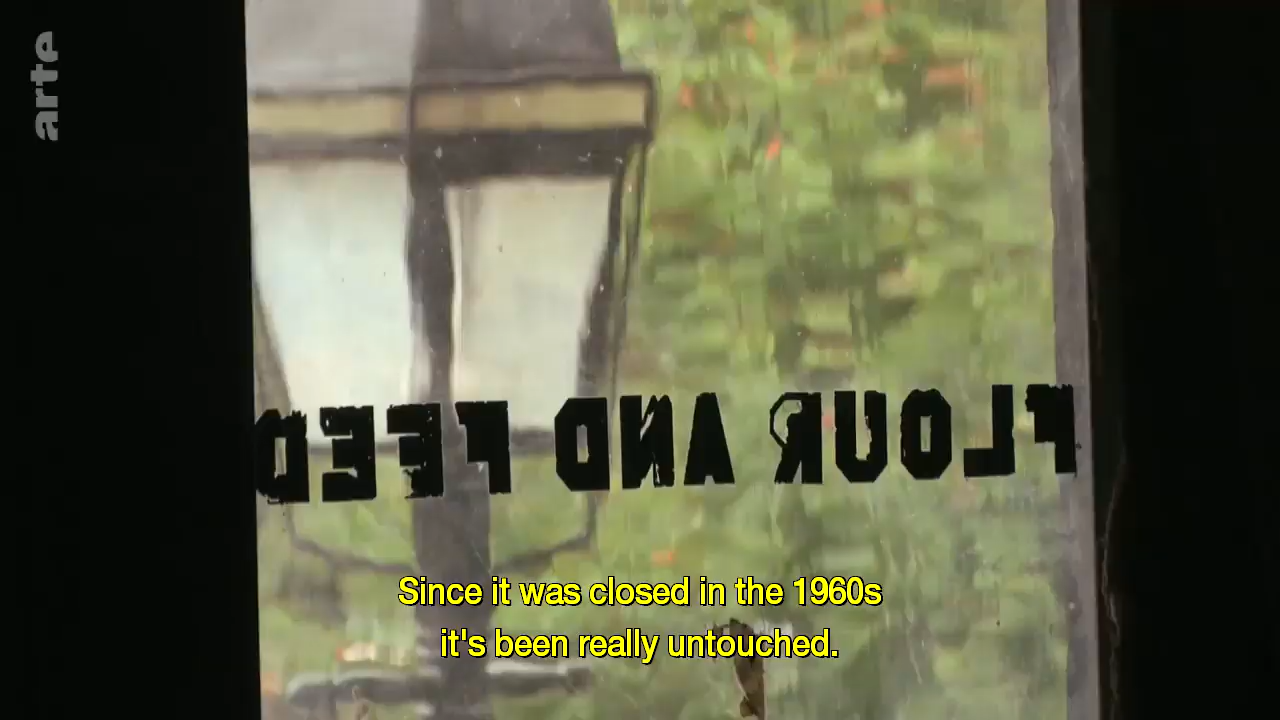 arte
FLOUR AND FEED
Since it was closed in the 1960s
it's been really untouched.